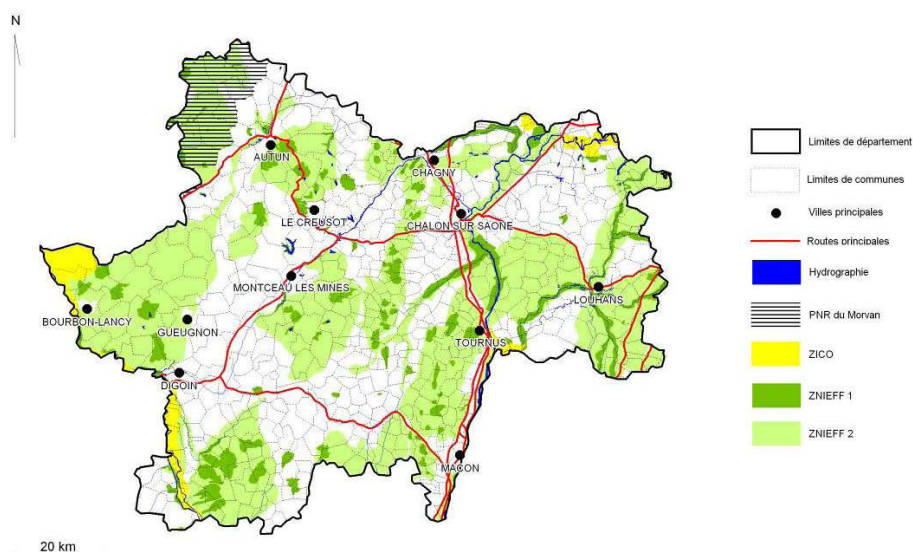 N
AUTUN
CHAGNY
LE CREUSOT
CHALON SUR SAONE
MONTCEAU LES MINES
LOUHANS
BOURBON-LANCY
GUEUGNON
TOURNUS
DIGOIN
MACON
20 km
Limites de département
Limites de communes
Villes principales
Routes principales
Hydrographie
PNR du Morvan
ZICO
ZNIEFF 1
ZNIEFF 2